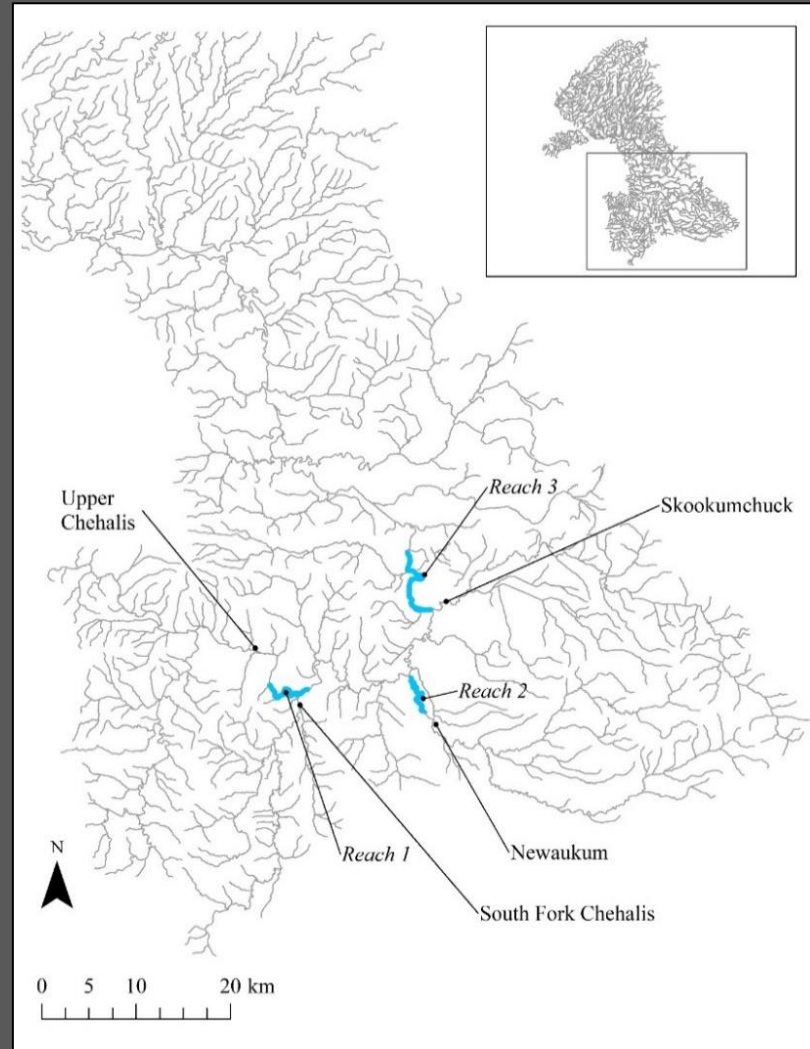 Reach 3
Upper
Chehalis
Skookumchuck
Reach 2
N
Reach 1
Newaukum
South Fork Chehalis
0 5 10 20 km